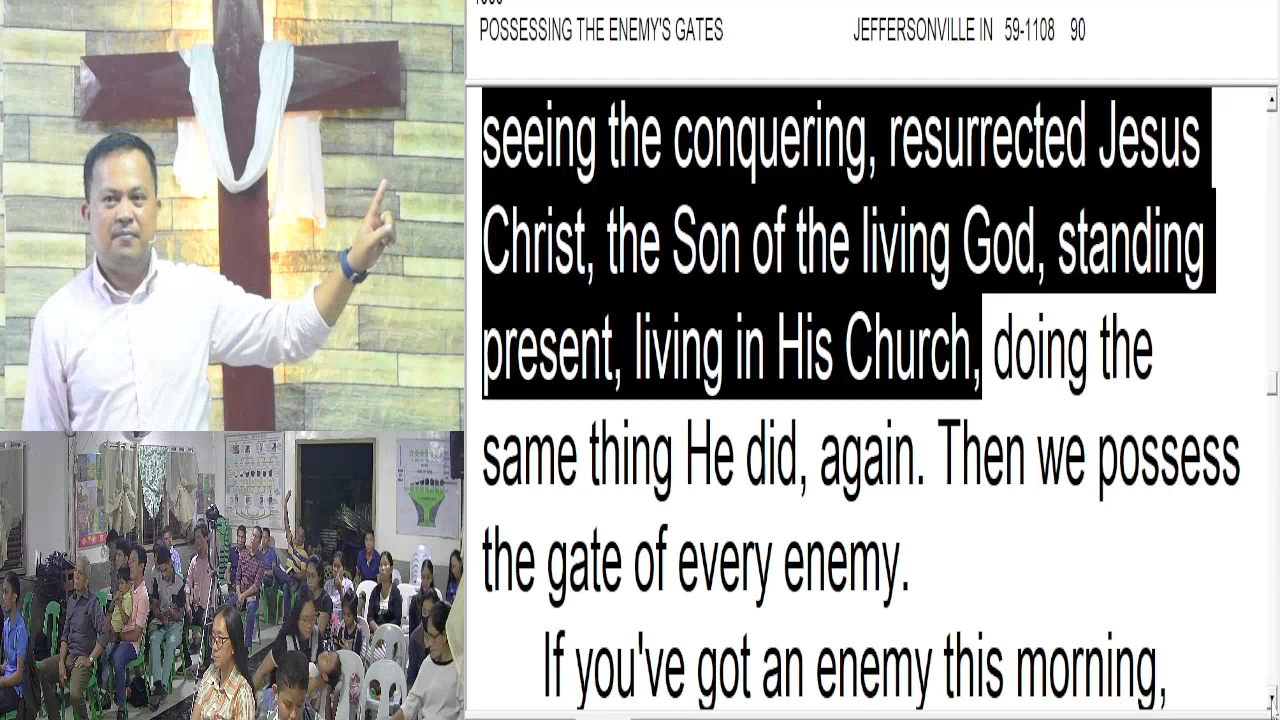 POSSESSING THE ENEMY'S GATES JEFFERSONVILLE IN 59-1108 90
seeing the conquering, resurrected Jesus
Christ, the Son of the living God, standing
present, living in His Church, doing the
same thing He did, again. Then we possess
the gate of every enemy.
If you've got an enemy this morning,